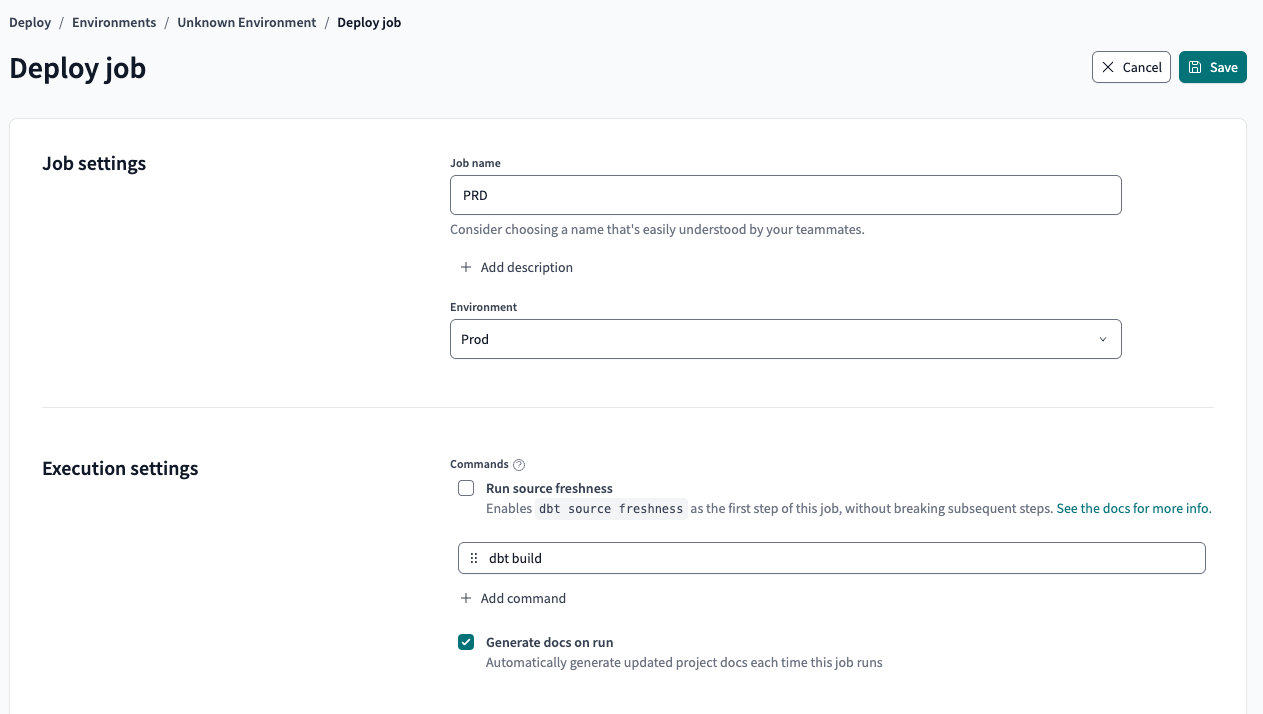 Deploy / Environments / Unknown Environment / Deploy job
Deploy job
Cancel
Save
Job settings
Job name
PRD
Consider choosing a name that's easily understood by your teammates.
Add description
Environment
Prod
Execution settings
Commands
Run source freshness
Enables dbt source freshness as the first step of this job, without breaking subsequent steps. See the docs for more info.
dbt build
Add command
Generate docs on run
Automatically generate updated project docs each time this job runs